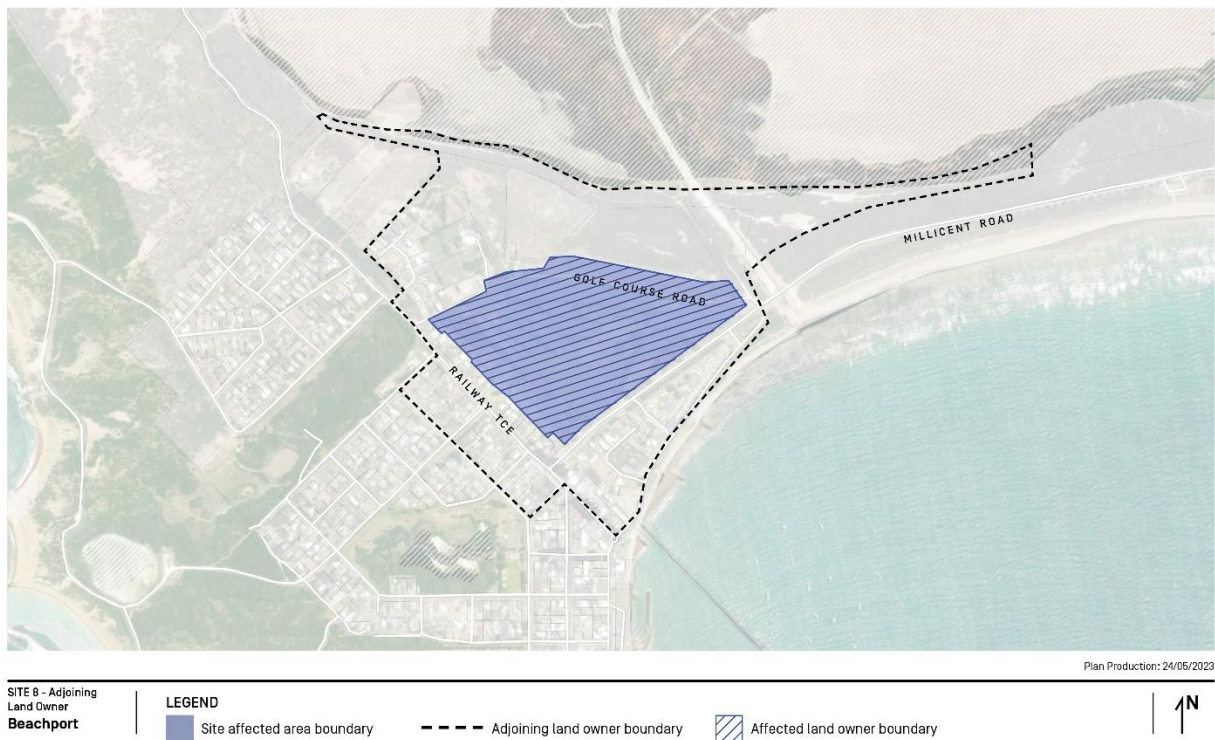 GOLF COURSE ROAD
MILLICENT ROAD
RAILWAY TCE
Plan Production: 24/05/2023
SITE 8 - Adjoining
Land Owner
Beachport
LEGEND
Site affected area boundary
Adjoining land owner boundary
Affected land owner boundary
N